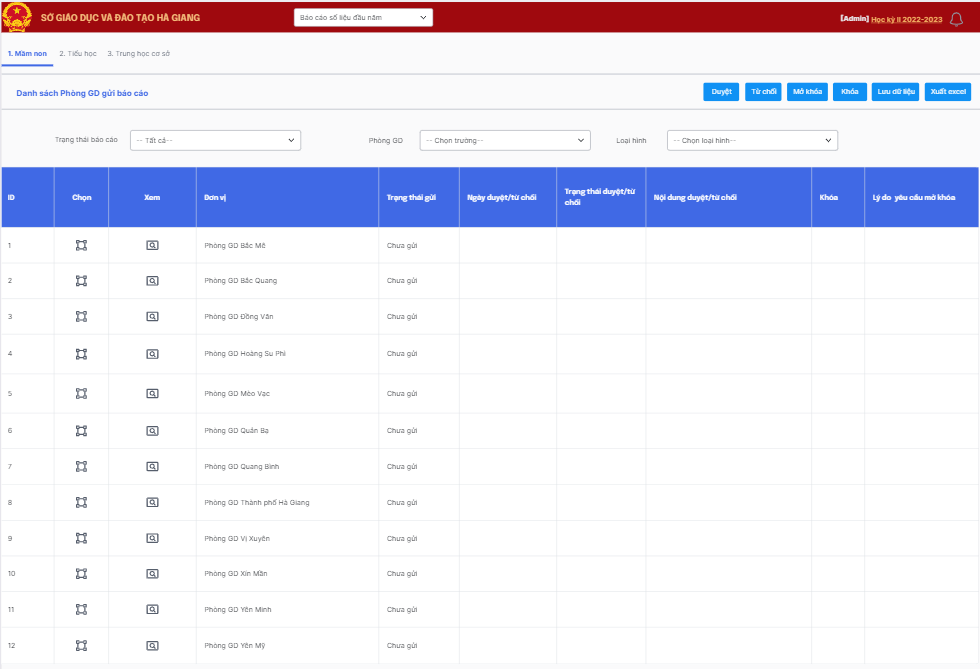 SỞ GIÁO DỤC VÀ ĐÀO TẠO HÀ GIANG
Báo cáo số liệu đầu năm
[Admin] Học kỳ II 2022-2023
1. Mầm non 2. Tiểu học 3. Trung học cơ sở
Danh sách Phòng GD gửi báo cáo
Duyệt Từ chối Mở khóa Khóa Lưu dữ liệu Xuất excel
Trạng thái báo cáo -- Tất cả-- Phòng GD -- Chọn trường-- Loại hình -- Chọn loại hình--
ID Chọn Xem Đơn vị Trạng thái gửi Ngày duyệt/từ chối Trạng thái duyệt/từ chối Nội dung duyệt/từ chối Khóa Lý do yêu cầu mở khóa
1 Phòng GD Bắc Mê Chưa gửi
2 Phòng GD Bắc Quang Chưa gửi
3 Phòng GD Đồng Văn Chưa gửi
4 Phòng GD Hoàng Su Phì Chưa gửi
5 Phòng GD Mèo Vạc Chưa gửi
6 Phòng GD Quản Bạ Chưa gửi
7 Phòng GD Quang Bình Chưa gửi
8 Phòng GD Thành phố Hà Giang Chưa gửi
9 Phòng GD Vị Xuyên Chưa gửi
10 Phòng GD Xín Mần Chưa gửi
11 Phòng GD Yên Minh Chưa gửi
12 Phòng GD Yên Mỹ Chưa gửi